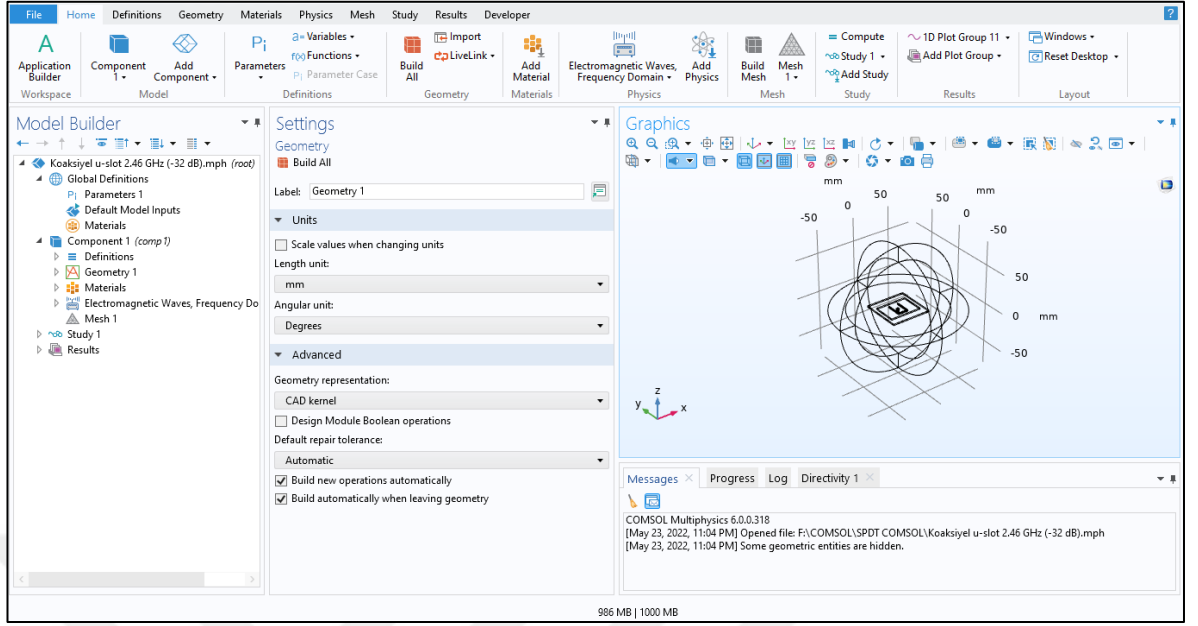 File Home Definitions Geometry Materials Physics Mesh Study Results Developer ?
A Application Builder
Component 1
Add Component
Workspace
Model
Pi Parameters
a= Variables
f(x) Functions
Pi Parameter Case
Definitions
Build All
Import
LiveLink
Geometry
Add Material
Materials
Electromagnetic Waves, Frequency Domain
Add Physics
Physics
Build Mesh
Mesh 1
Mesh
= Compute
Study 1
Add Study
Study
1D Plot Group 11
Add Plot Group
Results
Windows
Reset Desktop
Layout
Model Builder
Koaksiyel u-slot 2.46 GHz (-32 dB).mph (root)
Global Definitions
Pi Parameters 1
Default Model Inputs
Materials
Component 1 (comp1)
Definitions
Geometry 1
Materials
Electromagnetic Waves, Frequency Do
Mesh 1
Study 1
Results
Settings
Geometry
Build All
Label: Geometry 1
Units
Scale values when changing units
Length unit:
mm
Angular unit:
Degrees
Advanced
Geometry representation:
CAD kernel
Design Module Boolean operations
Default repair tolerance:
Automatic
Build new operations automatically
Build automatically when leaving geometry
Graphics
xy yz xz
mm
50
0
-50
50
mm
0
-50
50
0 mm
-50
z
y x
Messages Progress Log Directivity 1
COMSOL Multiphysics 6.0.0.318
[May 23, 2022, 11:04 PM] Opened file: F:\COMSOL\SPDT COMSOL\Koaksiyel u-slot 2.46 GHz (-32 dB).mph
[May 23, 2022, 11:04 PM] Some geometric entities are hidden.
986 MB | 1000 MB